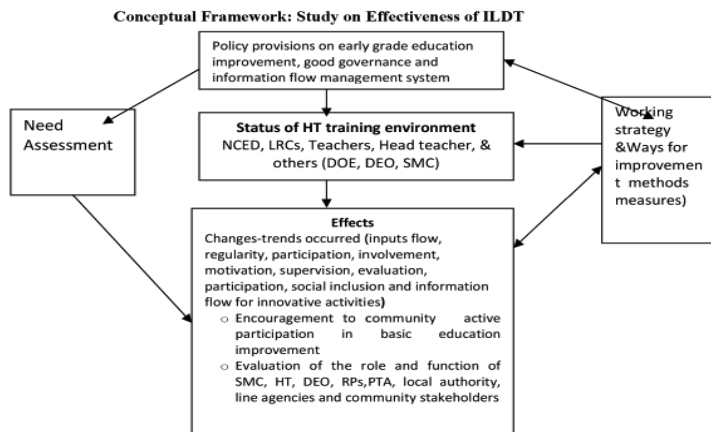 Conceptual Framework: Study on Effectiveness of ILDT
Policy provisions on early grade education
improvement, good governance and
information flow management system
Need
Assessment
Status of HT training environment
NCED, LRCs, Teachers, Head teacher, &
others (DOE, DEO, SMC)
Working
strategy
&Ways for
improvemen
t methods
measures)
Effects
Changes-trends occurred (inputs flow,
regularity, participation, involvement,
motivation, supervision, evaluation,
participation, social inclusion and information
flow for innovative activities)
o Encouragement to community active
participation in basic education
improvement
o Evaluation of the role and function of
SMC, HT, DEO, RPs,PTA, local authority,
line agencies and community stakeholders